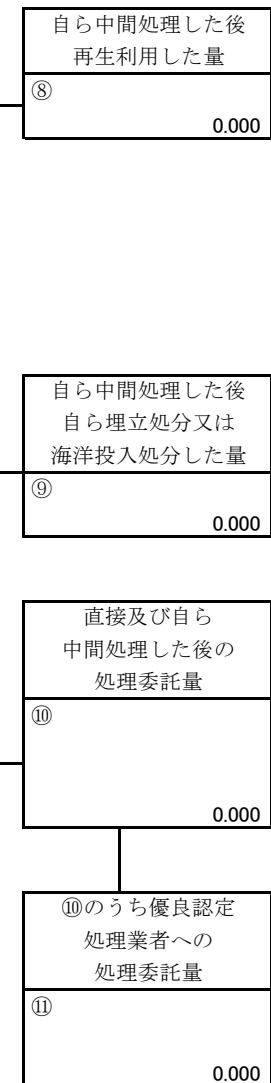 自ら中間処理した後
再生利用した量
⑧
0.000
自ら中間処理した後
自ら埋立処分又は
海洋投入処分した量
⑨
0.000
直接及び自ら
中間処理した後の
処理委託量
⑩
0.000
⑩のうち優良認定
処理業者への
処理委託量
⑪
0.000